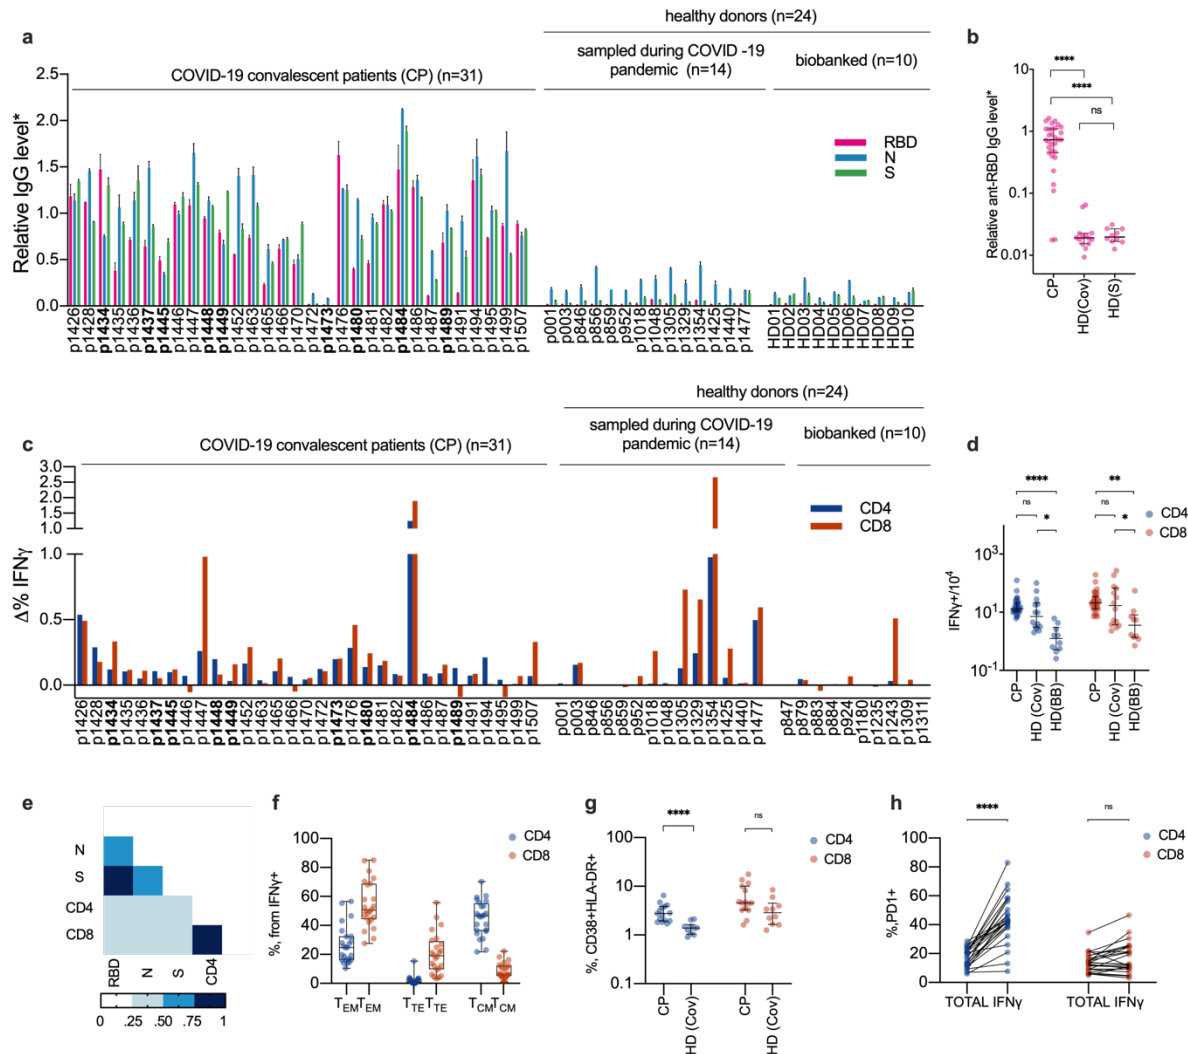 a
healthy donors (n=24)
sampled during COVID -19
pandemic (n=14)
biobanked (n=10)
COVID-19 convalescent patients (CP) (n=31)
Relative IgG level*
2.5
2.0
1.5
1.0
0.5
0.0
RBD
N
S
p1426
p1428
p1434
p1435
p1436
p1437
p1445
p1446
p1447
p1448
p1449
p1452
p1463
p1465
p1466
p1470
p1472
p1473
p1476
p1480
p1481
p1482
p1484
p1486
p1487
p1489
p1491
p1494
p1495
p1499
p1507
p001
p003
p846
p856
p859
p952
p1018
p1048
p1305
p1329
p1354
p1425
p1440
p1477
HD01
HD02
HD03
HD04
HD05
HD06
HD07
HD08
HD09
HD10
b
Relative anti-RBD IgG level*
10
1
0.1
0.01
****
****
ns
CP
HD(Cov)
HD(S)
c
healthy donors (n=24)
sampled during COVID-19
pandemic (n=14)
biobanked (n=10)
COVID-19 convalescent patients (CP) (n=31)
Δ% IFNγ
3.0
2.5
2.0
1.5
1.0
1.0
0.5
0.0
CD4
CD8
p1426
p1428
p1434
p1435
p1436
p1437
p1445
p1446
p1447
p1448
p1449
p1452
p1463
p1465
p1466
p1470
p1472
p1473
p1476
p1480
p1481
p1482
p1484
p1486
p1487
p1489
p1491
p1494
p1495
p1499
p1507
p001
p003
p846
p856
p859
p952
p1018
p1048
p1305
p1329
p1354
p1425
p1440
p1477
p847
p879
p883
p884
p924
p1180
p1235
p1243
p1309
p1311
d
CD4
CD8
****
ns
*
**
ns
*
IFNγ+/10⁴
10³
10¹
10⁻¹
CP
HD (Cov)
HD(BB)
CP
HD (Cov)
HD(BB)
e
N
S
CD4
CD8
RBD
N
S
CD4
0 .25 .50 .75 1
f
CD4
CD8
%, from IFNγ+
100
80
60
40
20
0
TEM TEM TTE TTE TCM TCM
g
CD4
CD8
****
ns
%, CD38+HLA-DR+
100
10
1
0.1
CP
HD (Cov)
CP
HD (Cov)
h
CD4
CD8
****
ns
%,PD1+
100
80
60
40
20
0
TOTAL IFNγ TOTAL IFNγ